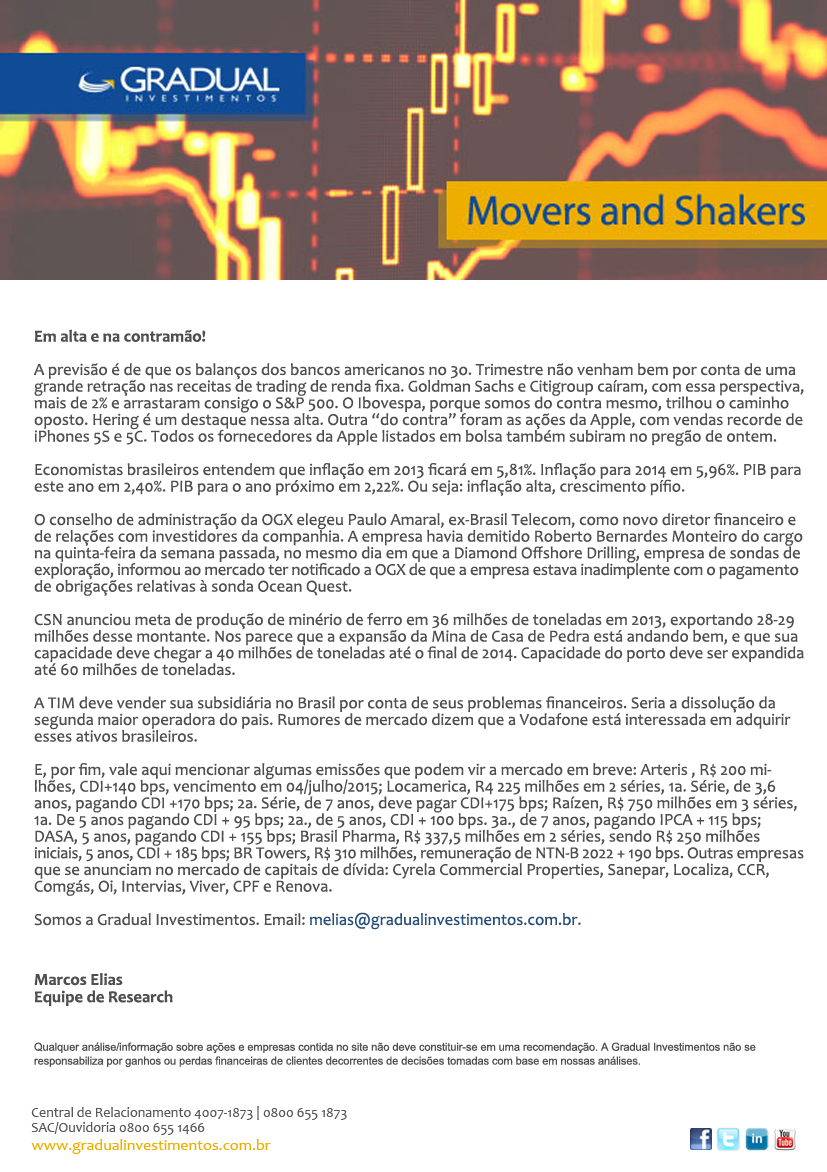 GRADUAL
INVESTIMENTOS
Movers and Shakers
Em alta e na contramão!
A previsão é de que os balanços dos bancos americanos no 3o. Trimestre não venham bem por conta de uma
grande retração nas receitas de trading de renda fixa. Goldman Sachs e Citigroup caíram, com essa perspectiva,
mais de 2% e arrastaram consigo o S&P 500. O Ibovespa, porque somos do contra mesmo, trilhou o caminho
oposto. Hering é um destaque nessa alta. Outra “do contra” foram as ações da Apple, com vendas recorde de
iPhones 5S e 5C. Todos os fornecedores da Apple listados em bolsa também subiram no pregão de ontem.
Economistas brasileiros entendem que inflação em 2013 ficará em 5,81%. Inflação para 2014 em 5,96%. PIB para
este ano em 2,40%. PIB para o ano próximo em 2,22%. Ou seja: inflação alta, crescimento pífio.
O conselho de administração da OGX elegeu Paulo Amaral, ex-Brasil Telecom, como novo diretor financeiro e
de relações com investidores da companhia. A empresa havia demitido Roberto Bernardes Monteiro do cargo
na quinta-feira da semana passada, no mesmo dia em que a Diamond Offshore Drilling, empresa de sondas de
exploração, informou ao mercado ter notificado a OGX de que a empresa estava inadimplente com o pagamento
de obrigações relativas à sonda Ocean Quest.
CSN anunciou meta de produção de minério de ferro em 36 milhões de toneladas em 2013, exportando 28-29
milhões desse montante. Nos parece que a expansão da Mina de Casa de Pedra está andando bem, e que sua
capacidade deve chegar a 40 milhões de toneladas até o final de 2014. Capacidade do porto deve ser expandida
até 60 milhões de toneladas.
A TIM deve vender sua subsidiária no Brasil por conta de seus problemas financeiros. Seria a dissolução da
segunda maior operadora do pais. Rumores de mercado dizem que a Vodafone está interessada em adquirir
esses ativos brasileiros.
E, por fim, vale aqui mencionar algumas emissões que podem vir a mercado em breve: Arteris , R$ 200 mi-
lhões, CDI+140 bps, vencimento em 04/julho/2015; Locamerica, R4 225 milhões em 2 séries, 1a. Série, de 3,6
anos, pagando CDI +170 bps; 2a. Série, de 7 anos, deve pagar CDI+175 bps; Raízen, R$ 750 milhões em 3 séries,
1a. De 5 anos pagando CDI + 95 bps; 2a., de 5 anos, CDI + 100 bps. 3a., de 7 anos, pagando IPCA + 115 bps;
DASA, 5 anos, pagando CDI + 155 bps; Brasil Pharma, R$ 337,5 milhões em 2 séries, sendo R$ 250 milhões
iniciais, 5 anos, CDI + 185 bps; BR Towers, R$ 310 milhões, remuneração de NTN-B 2022 + 190 bps. Outras empresas
que se anunciam no mercado de capitais de dívida: Cyrela Commercial Properties, Sanepar, Localiza, CCR,
Comgás, Oi, Intervias, Viver, CPF e Renova.
Somos a Gradual Investimentos. Email: melias@gradualinvestimentos.com.br.
Marcos Elias
Equipe de Research
Qualquer análise/informação sobre ações e empresas contida no site não deve constituir-se em uma recomendação. A Gradual Investimentos não se
responsabiliza por ganhos ou perdas financeiras de clientes decorrentes de decisões tomadas com base em nossas análises.
Central de Relacionamento 4007-1873 | 0800 655 1873
SAC/Ouvidoria 0800 655 1466
www.gradualinvestimentos.com.br
f t in You Tube